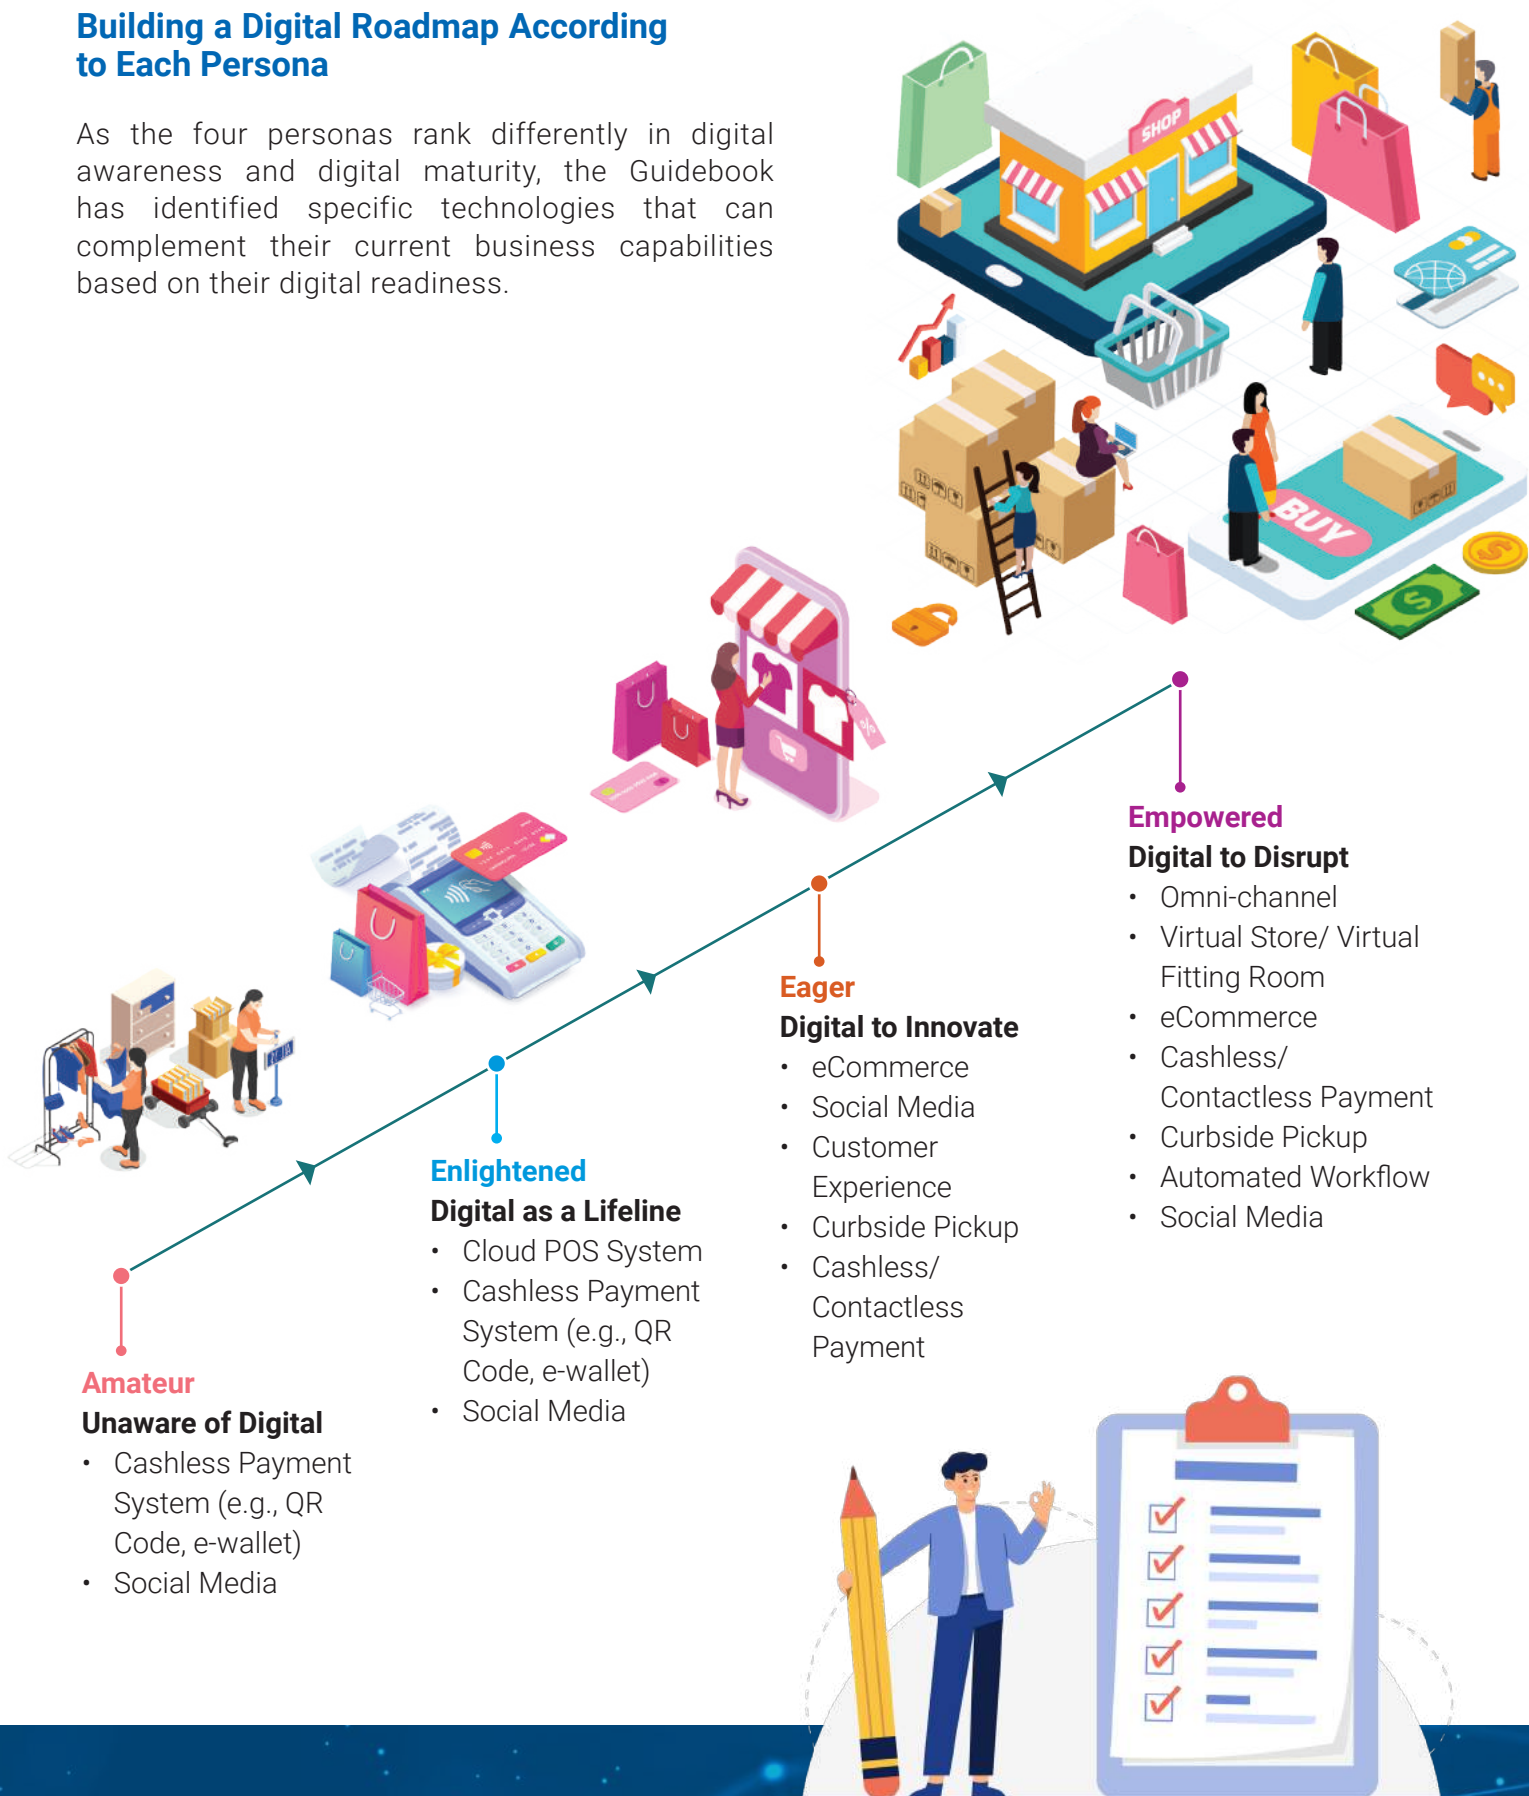 Building a Digital Roadmap According
to Each Persona
As the four personas rank differently in digital
awareness and digital maturity, the Guidebook
has identified specific technologies that can
complement their current business capabilities
based on their digital readiness.
SHOP
BUY
%
Empowered
Digital to Disrupt
• Omni-channel
• Virtual Store/ Virtual
Fitting Room
• eCommerce
• Cashless/
Contactless Payment
• Curbside Pickup
• Automated Workflow
• Social Media
Eager
Digital to Innovate
• eCommerce
• Social Media
• Customer
Experience
• Curbside Pickup
• Cashless/
Contactless
Payment
Enlightened
Digital as a Lifeline
• Cloud POS System
• Cashless Payment
System (e.g., QR
Code, e-wallet)
• Social Media
Amateur
Unaware of Digital
• Cashless Payment
System (e.g., QR
Code, e-wallet)
• Social Media